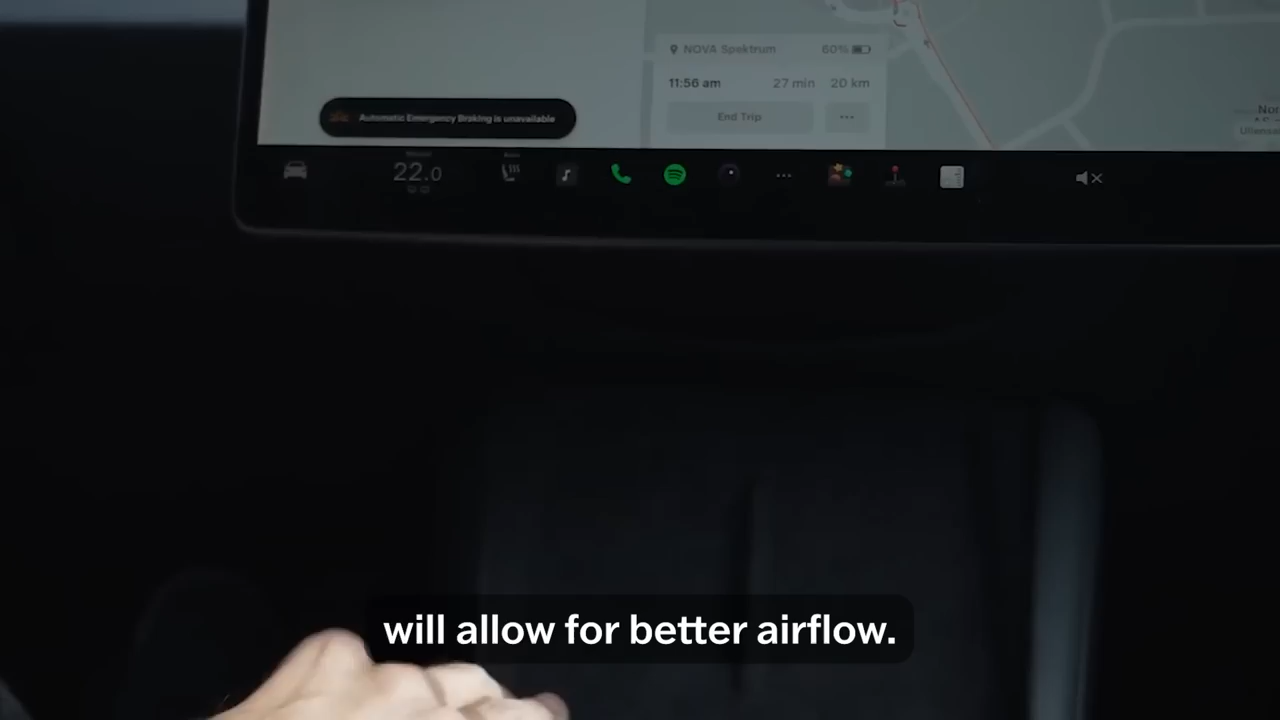 NOVA Spektrum 60%
11:56 am 27 min 20 km
End Trip
Automatic Emergency Braking is unavailable
22.0
will allow for better airflow.